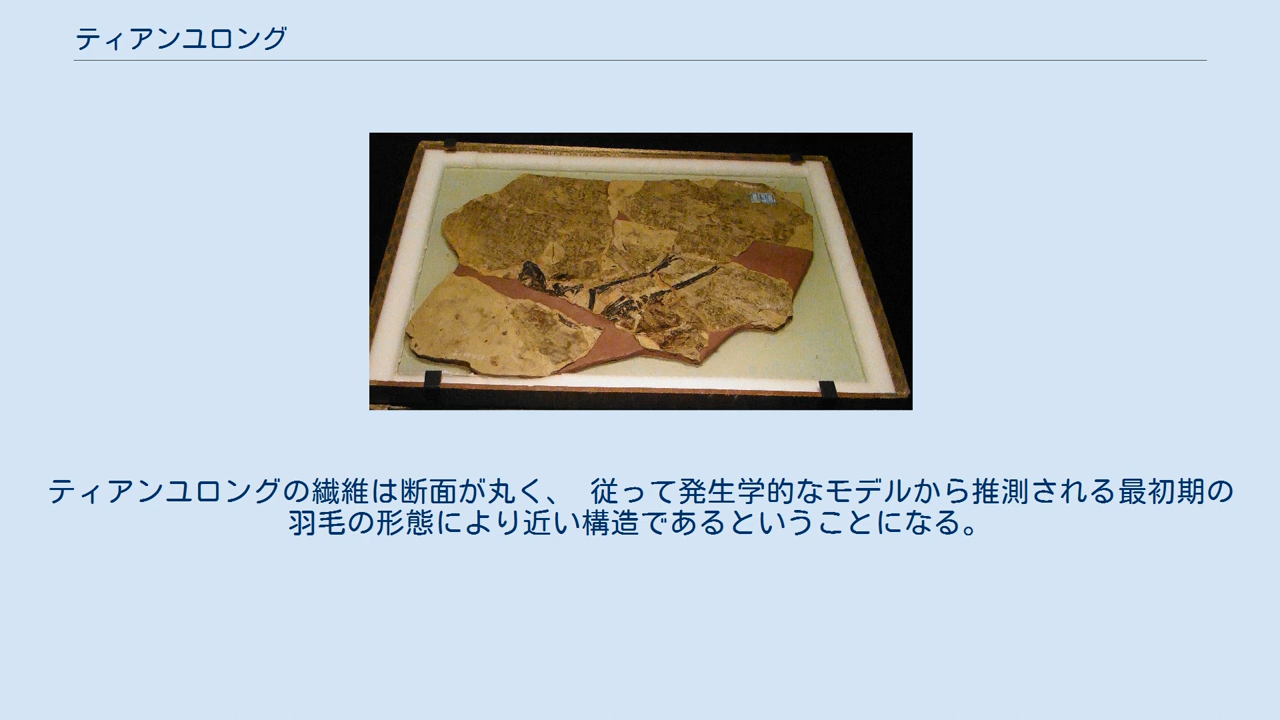 ティアンユロング
ティアンユロングの繊維は断面が丸く、 従って発生学的なモデルから推測される最初期の
羽毛の形態により近い構造であるということになる。